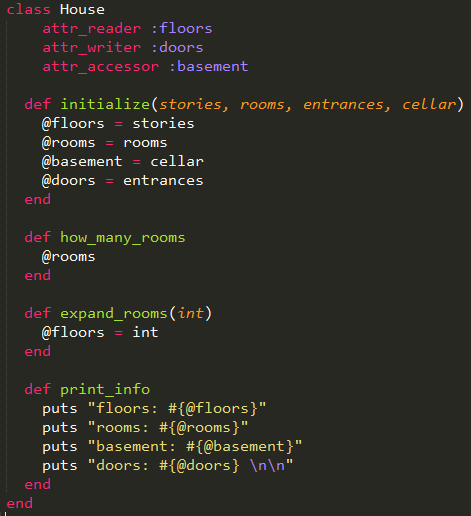 class House
    attr_reader :floors
    attr_writer :doors
    attr_accessor :basement

  def initialize(stories, rooms, entrances, cellar)
    @floors = stories
    @rooms = rooms
    @basement = cellar
    @doors = entrances
  end

  def how_many_rooms
    @rooms
  end

  def expand_rooms(int)
    @floors = int
  end

  def print_info
    puts "floors: #{@floors}"
    puts "rooms: #{@rooms}"
    puts "basement: #{@basement}"
    puts "doors: #{@doors} \n\n"
  end
end